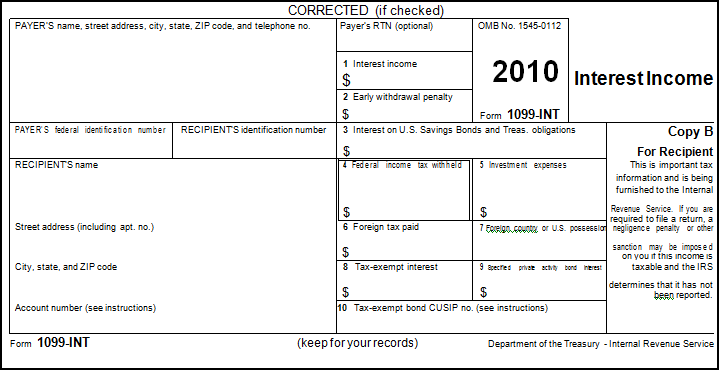 CORRECTED (if checked)
PAYER'S name, street address, city, state, ZIP code, and telephone no.
Payer's RTN (optional)
OMB No. 1545-0112
1 Interest income
$
2010
Interest Income
2 Early withdrawal penalty
$
Form 1099-INT
PAYER'S federal identification number
RECIPIENT'S identification number
3 Interest on U.S. Savings Bonds and Treas. obligations
$
Copy B
For Recipient
RECIPIENT'S name
4 Federal income tax withheld
$
5 Investment expenses
$
This is important tax
information and is being
furnished to the Internal
Revenue Service. If you are
required to file a return, a
negligence penalty or other
sanction may be imposed
on you if this income is
taxable and the IRS
determines that it has not
been reported.
Street address (including apt. no.)
6 Foreign tax paid
$
7 Foreign country or U.S. possession
City, state, and ZIP code
8 Tax-exempt interest
$
9 Specified private activity bond interest
$
Account number (see instructions)
10 Tax-exempt bond CUSIP no. (see instructions)
Form 1099-INT
(keep for your records)
Department of the Treasury - Internal Revenue Service